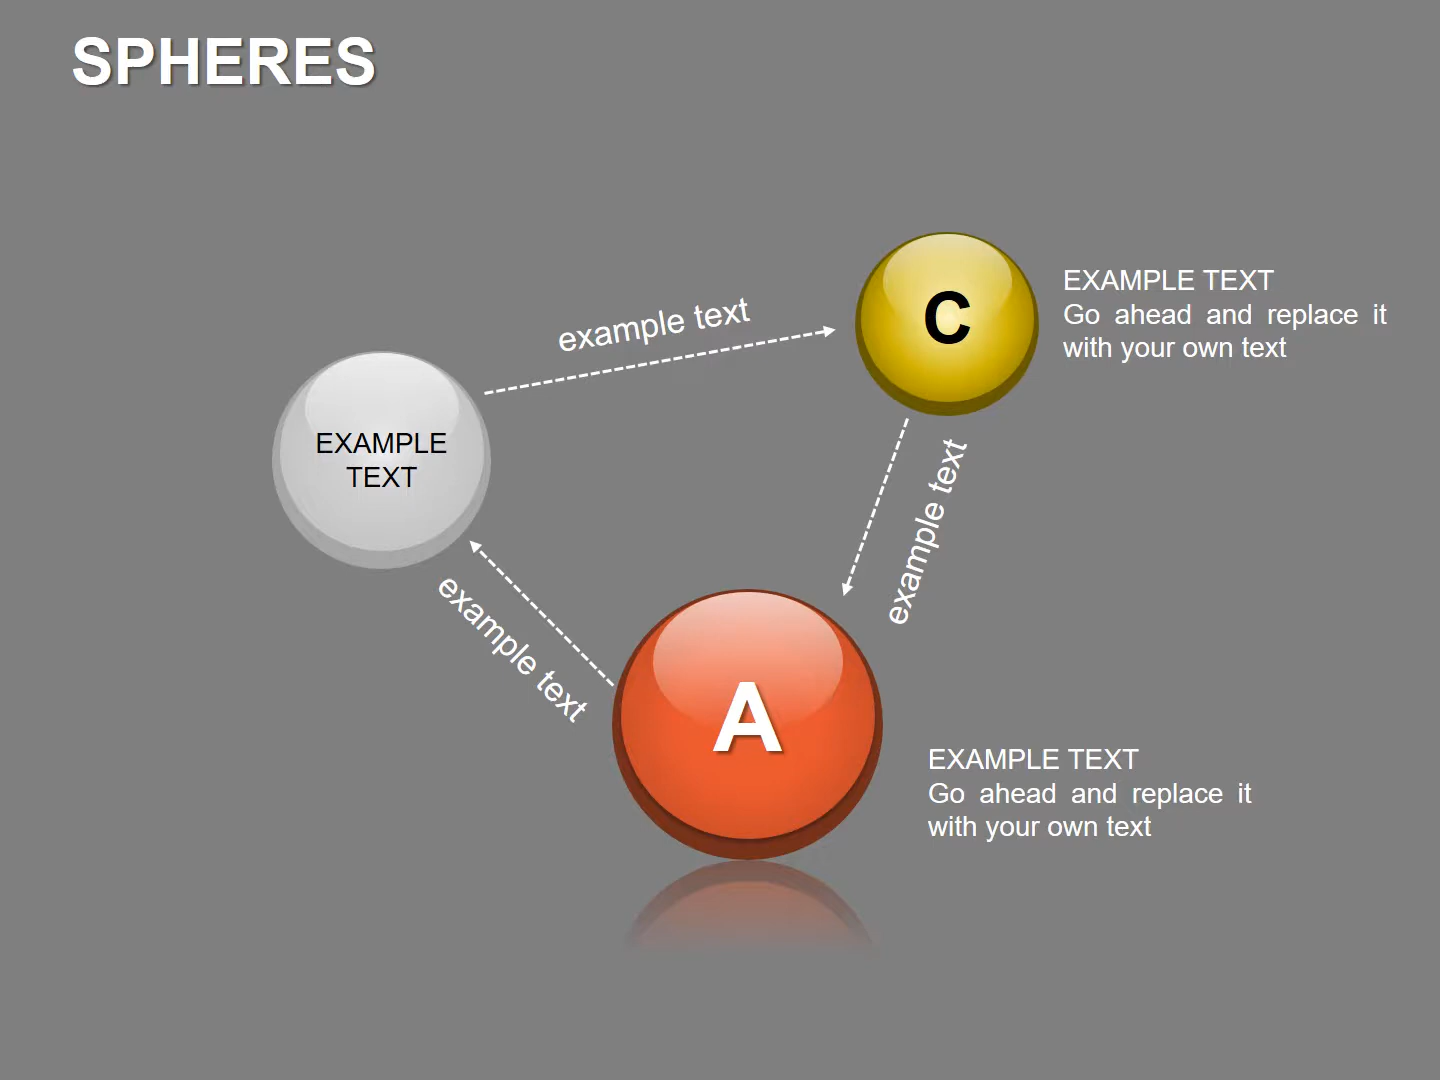 SPHERES
example text
C
EXAMPLE TEXT
Go ahead and replace it
with your own text
EXAMPLE
TEXT
example text
example text
A
EXAMPLE TEXT
Go ahead and replace it
with your own text